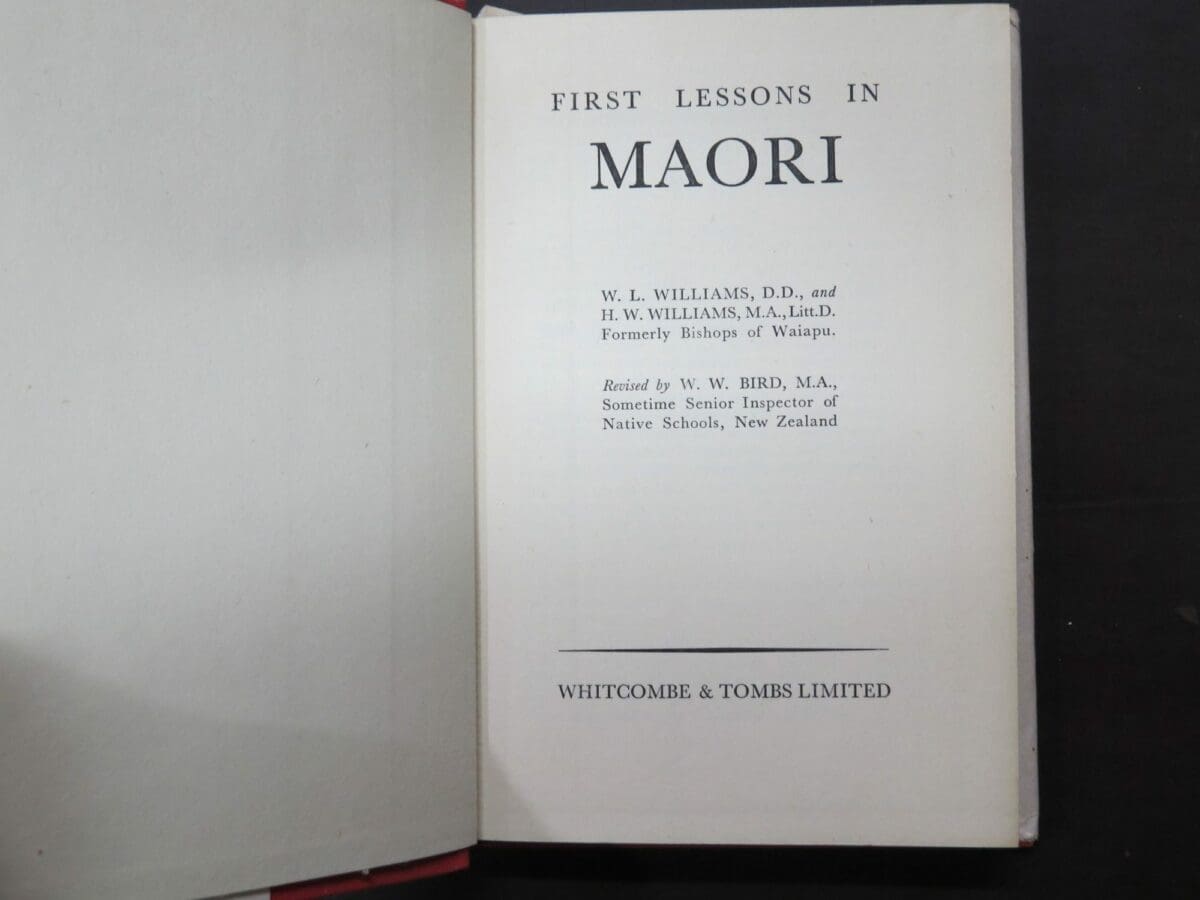 FIRST LESSONS IN
MAORI
W. L. WILLIAMS, D.D., and
H. W. WILLIAMS, M.A., Litt.D.
Formerly Bishops of Waiapu.
Revised by W. W. BIRD, M.A.,
Sometime Senior Inspector of
Native Schools, New Zealand
WHITCOMBE & TOMBS LIMITED